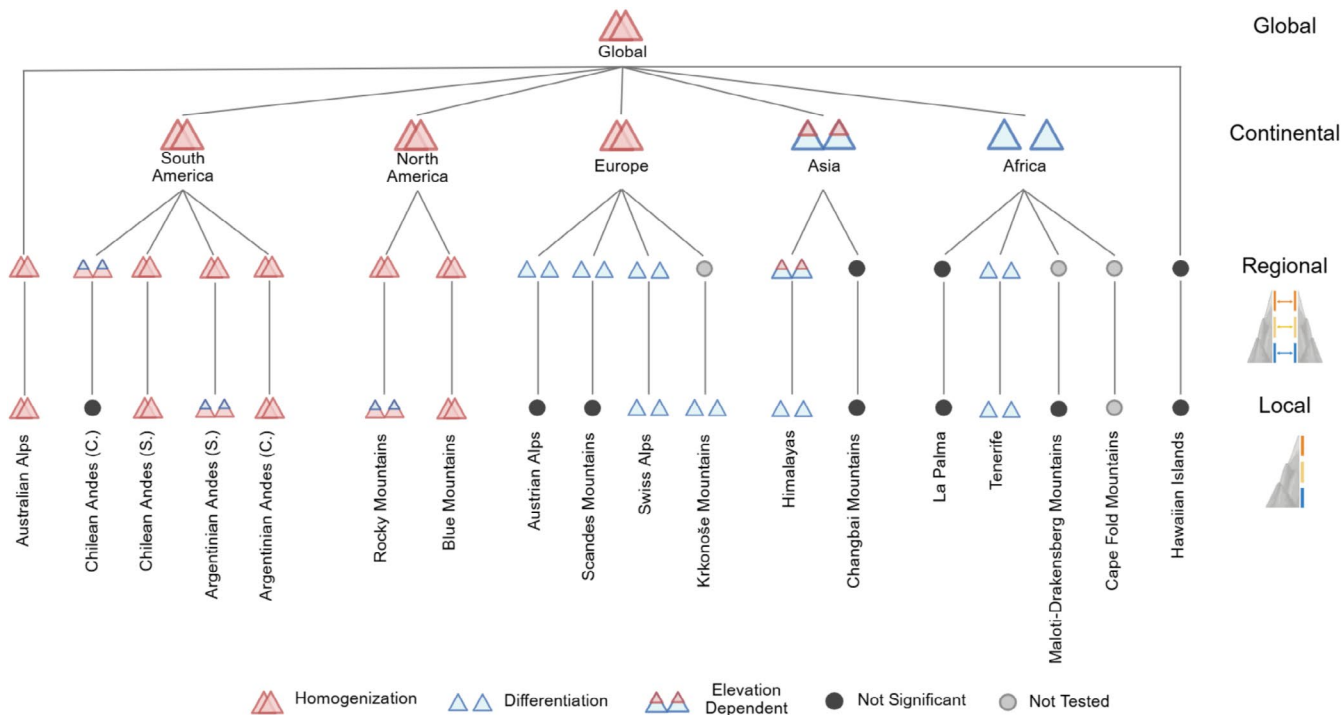 Global
Global
Continental
South
America
North
America
Europe
Asia
Africa
Regional
Local
Australian Alps
Chilean Andes (C.)
Chilean Andes (S.)
Argentinian Andes (S.)
Argentinian Andes (C.)
Rocky Mountains
Blue Mountains
Austrian Alps
Scandes Mountains
Swiss Alps
Krkonoše Mountains
Himalayas
Changbai Mountains
La Palma
Tenerife
Maloti-Drakensberg Mountains
Cape Fold Mountains
Hawaiian Islands
Homogenization
Differentiation
Elevation
Dependent
Not Significant
Not Tested